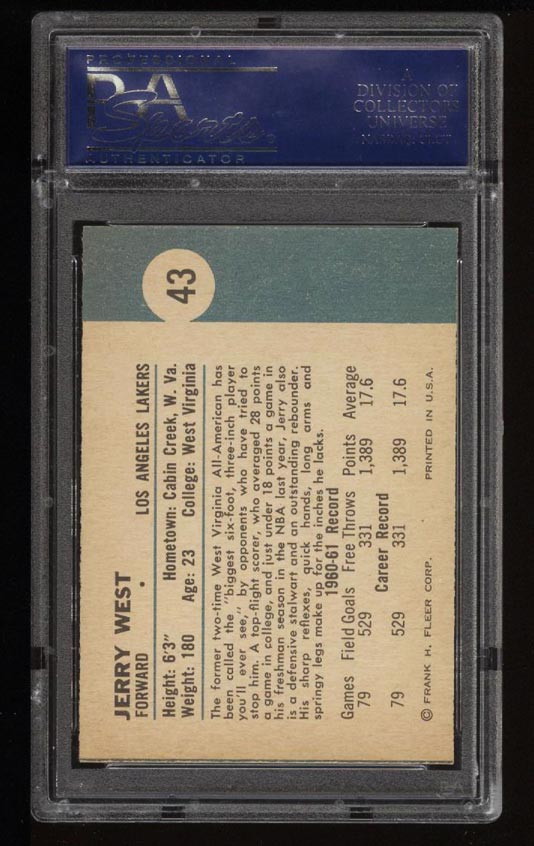 PROFESSIONAL
PSA
Sports
AUTHENTICATOR
A
DIVISION OF
COLLECTORS
UNIVERSE
43
JERRY WEST
FORWARD • LOS ANGELES LAKERS
Height: 6'3" Hometown: Cabin Creek, W. Va.
Weight: 180 Age: 23 College: West Virginia
The former two-time West Virginia All-American has
been called the "biggest six-foot, three-inch player
you'll ever see," by opponents who have tried to
stop him. A top-flight scorer, who averaged 28 points
a game in college, and just under 18 points a game in
his freshman season in the NBA last year, Jerry also
is a defensive stalwart and an outstanding rebounder.
His sharp reflexes, quick hands, long arms and
springy legs make up for the inches he lacks.
1960-61 Record
Games Field Goals Free Throws Points Average
79 529 331 1,389 17.6
Career Record
79 529 331 1,389 17.6
© FRANK H. FLEER CORP. PRINTED IN U.S.A.